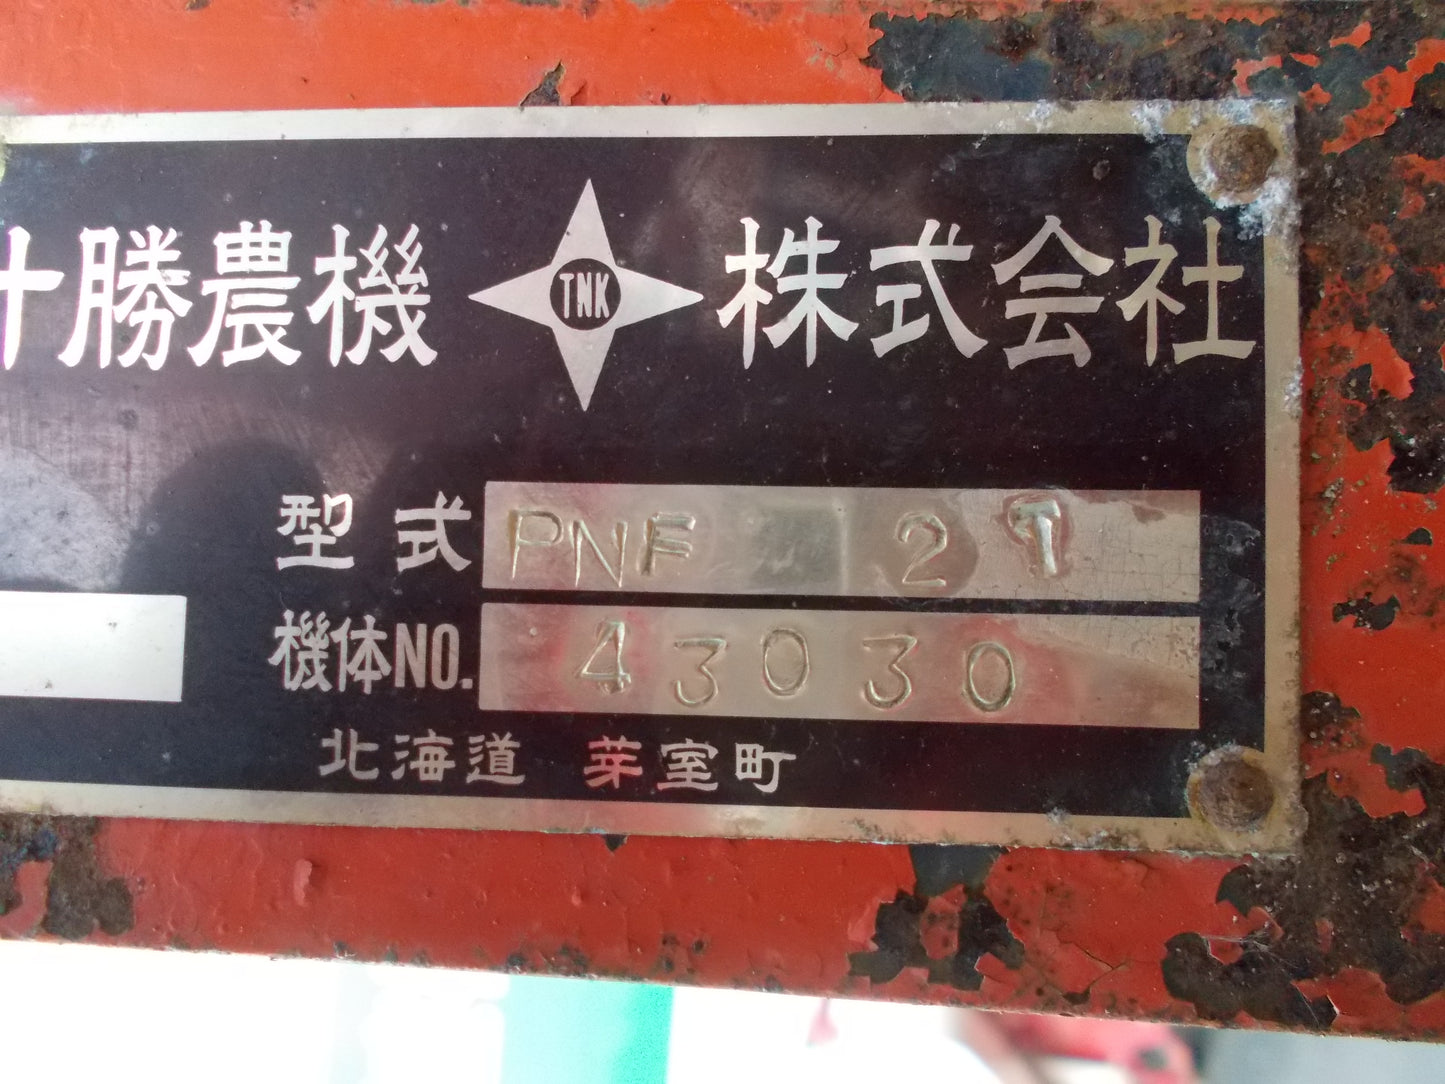 十勝農機 TNK 株式会社
型式 PNF 2T
機体NO. 43030
北海道 芽室町